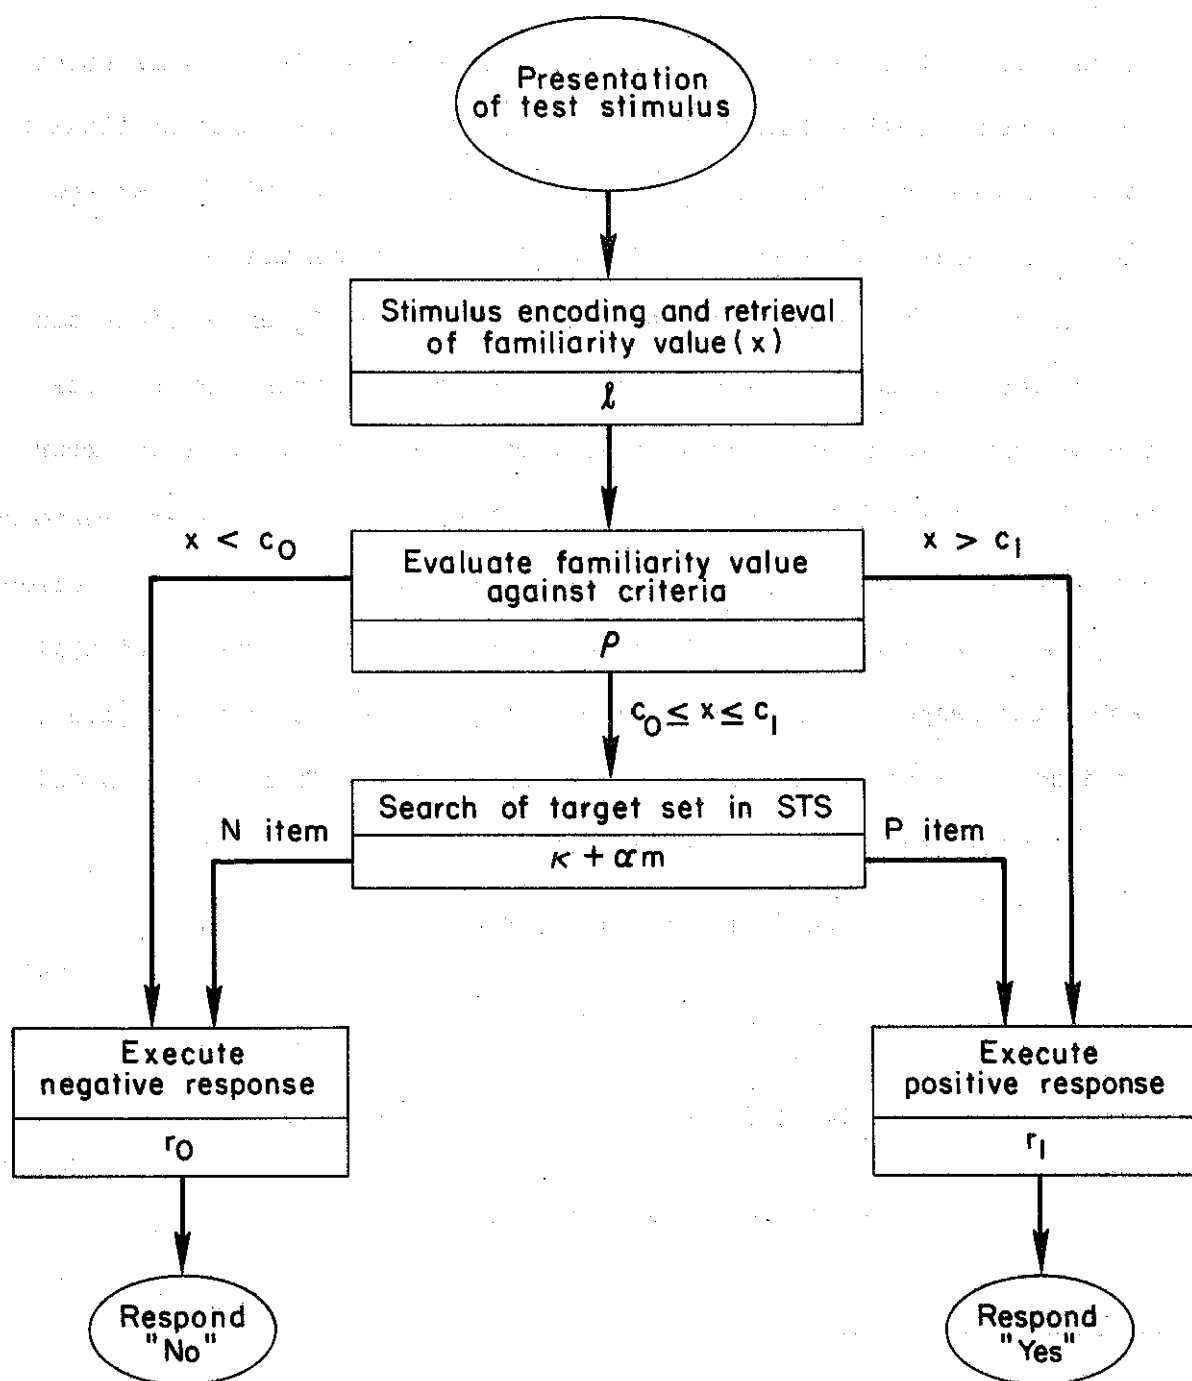 Presentation
of test stimulus
Stimulus encoding and retrieval
of familiarity value (x)
ℓ
x < c₀
x > c₁
Evaluate familiarity value
against criteria
ρ
c₀ ≤ x ≤ c₁
Search of target set in STS
N item
P item
κ + αm
Execute
negative response
r₀
Execute
positive response
r₁
Respond
"No"
Respond
"Yes"